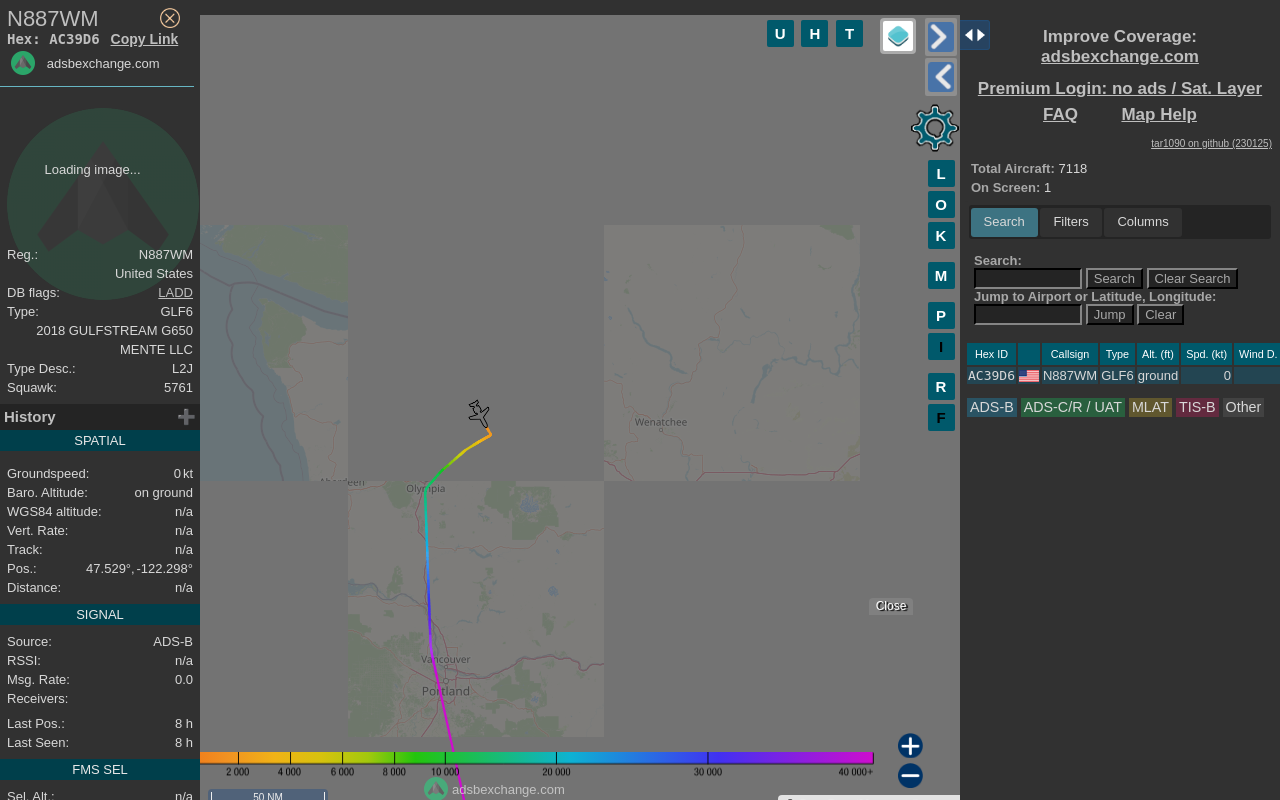 N887WM
Hex: AC39D6 Copy Link
adsbexchange.com
Loading image...
Reg.: N887WM
United States
DB flags: LADD
Type: GLF6
2018 GULFSTREAM G650
MENTE LLC
Type Desc.: L2J
Squawk: 5761
History
SPATIAL
Groundspeed: 0 kt
Baro. Altitude: on ground
WGS84 altitude: n/a
Vert. Rate: n/a
Track: n/a
Pos.: 47.529°, -122.298°
Distance: n/a
SIGNAL
Source: ADS-B
RSSI: n/a
Msg. Rate: 0.0
Receivers:
Last Pos.: 8 h
Last Seen: 8 h
FMS SEL
Sel. Alt.: n/a
U H T
L
O
K
M
P
I
R
F
Wenatchee
Aberdeen
Olympia
Vancouver
Portland
Close
2 000 4 000 6 000 8 000 10 000 20 000 30 000 40 000+
adsbexchange.com
50 NM
Improve Coverage:
adsbexchange.com
Premium Login: no ads / Sat. Layer
FAQ Map Help
tar1090 on github (230125)
Total Aircraft: 7118
On Screen: 1
Search Filters Columns
Search:
Search Clear Search
Jump to Airport or Latitude, Longitude:
Jump Clear
Hex ID Callsign Type Alt. (ft) Spd. (kt) Wind D.
AC39D6 N887WM GLF6 ground 0
ADS-B ADS-C/R / UAT MLAT TIS-B Other